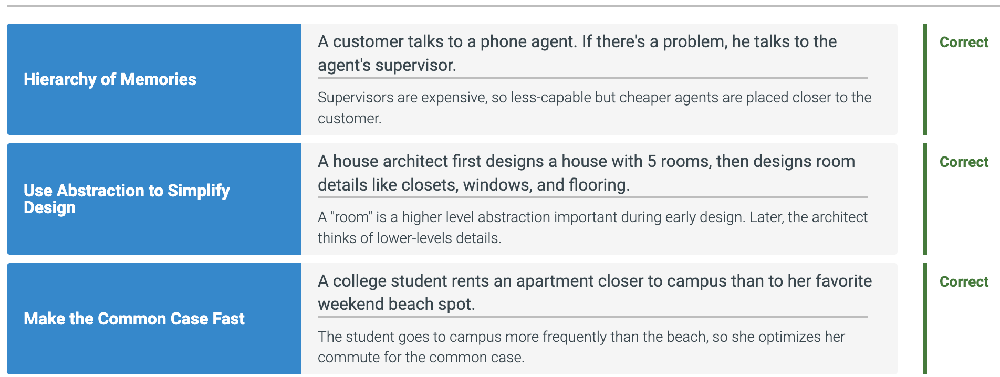 Hierarchy of Memories
A customer talks to a phone agent. If there's a problem, he talks to the
agent's supervisor.
Supervisors are expensive, so less-capable but cheaper agents are placed closer to the
customer.
Correct
Use Abstraction to Simplify
Design
A house architect first designs a house with 5 rooms, then designs room
details like closets, windows, and flooring.
A "room" is a higher level abstraction important during early design. Later, the architect
thinks of lower-levels details.
Correct
Make the Common Case Fast
A college student rents an apartment closer to campus than to her favorite
weekend beach spot.
The student goes to campus more frequently than the beach, so she optimizes her
commute for the common case.
Correct